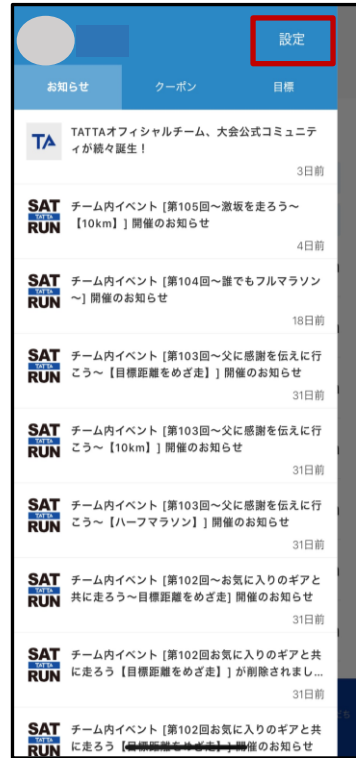 設定
お知らせ
クーポン
目標
TA
TATTAオフィシャルチーム、大会公式コミュニテ
ィが続々誕生！
3日前
SAT
TATTA
RUN
チーム内イベント [第105回～激坂を走ろう～
【10km】] 開催のお知らせ
4日前
SAT
TATTA
RUN
チーム内イベント [第104回～誰でもフルマラソン
～] 開催のお知らせ
18日前
SAT
TATTA
RUN
チーム内イベント [第103回～父に感謝を伝えに行
こう～【目標距離をめざ走】] 開催のお知らせ
31日前
SAT
TATTA
RUN
チーム内イベント [第103回～父に感謝を伝えに行
こう～【10km】] 開催のお知らせ
31日前
SAT
TATTA
RUN
チーム内イベント [第103回～父に感謝を伝えに行
こう～【ハーフマラソン】] 開催のお知らせ
31日前
SAT
TATTA
RUN
チーム内イベント [第102回～お気に入りのギアと
共に走ろう～目標距離をめざ走] 開催のお知らせ
31日前
SAT
TATTA
RUN
チーム内イベント [第102回お気に入りのギアと共
に走ろう【目標距離をめざ走】] が削除されまし...
31日前
SAT
TATTA
RUN
チーム内イベント [第102回お気に入りのギアと共
に走ろう【目標距離をめざ走】] 開催のお知らせ